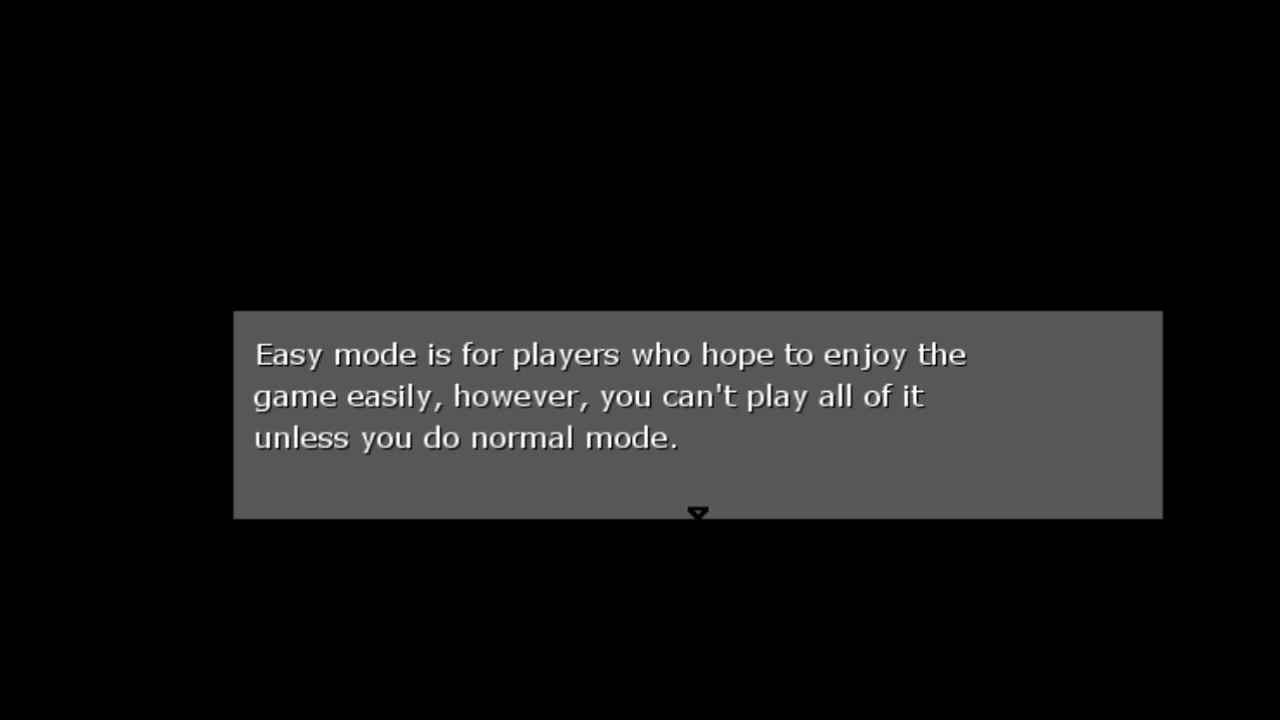 Easy mode is for players who hope to enjoy the
game easily, however, you can't play all of it
unless you do normal mode.